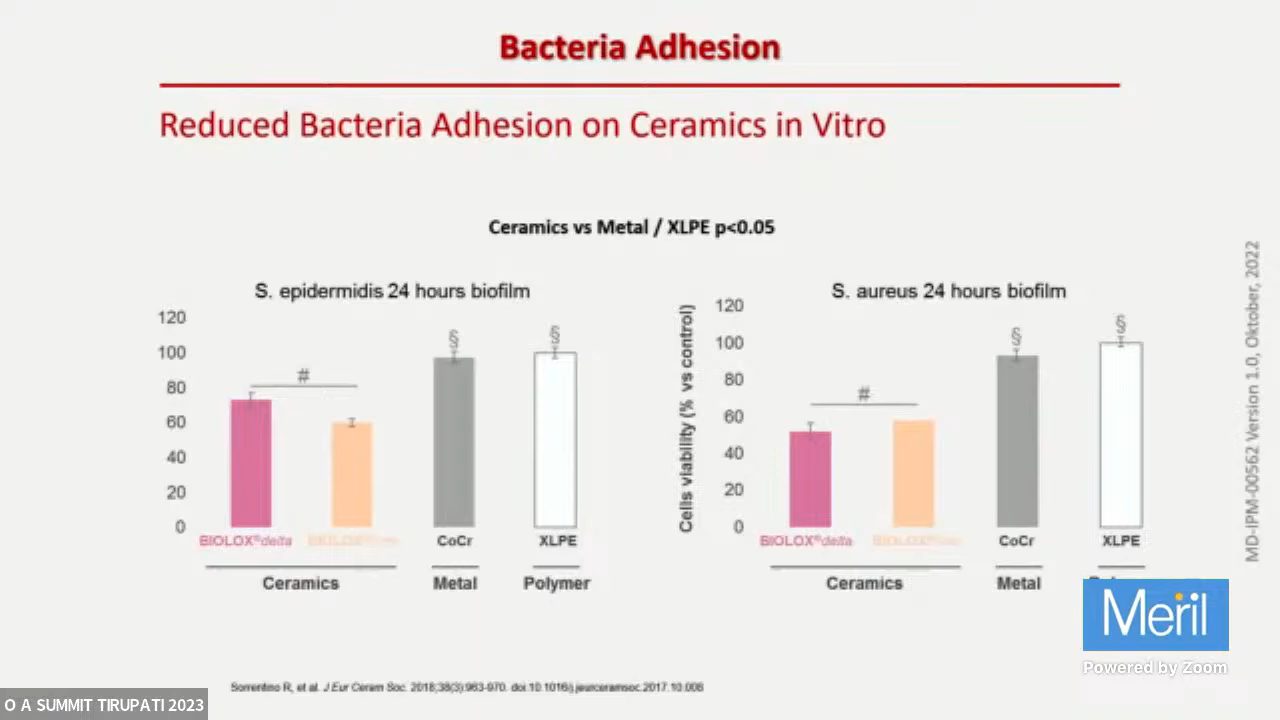 Bacteria Adhesion
Reduced Bacteria Adhesion on Ceramics in Vitro
Ceramics vs Metal / XLPE p<0.05
S. epidermidis 24 hours biofilm
120
100
80
60
40
20
0
#
§
§
BIOLOX®delta
BIOLOX®
CoCr
XLPE
Ceramics
Metal
Polymer
S. aureus 24 hours biofilm
Cells viability (% vs control)
120
100
80
60
40
20
0
#
§
§
BIOLOX®delta
BIOLOX®
CoCr
XLPE
Ceramics
Metal
MD-IPM-00562 Version 1.0, Oktober, 2022
Meril
Powered by Zoom
Sorrentino R, et al. J Eur Ceram Soc. 2018;38(3):963-970. doi:10.1016/j.jeurceramsoc.2017.10.006
O A SUMMIT TIRUPATI 2023